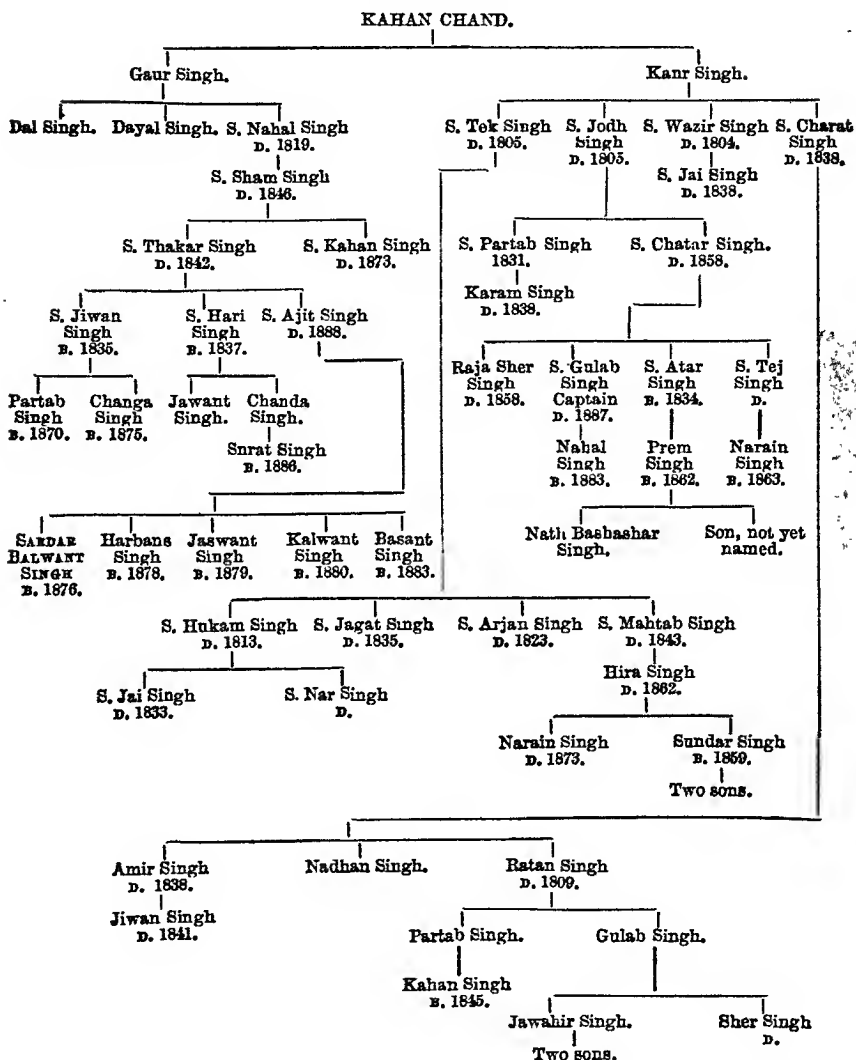 KAHAN CHAND.
Gaur Singh. Kanr Singh.
Dal Singh. Dayal Singh. S. Nahal Singh S. Tek Singh S. Jodh S. Wazir Singh S. Charat
D. 1819. D. 1805. Singh D. 1804. Singh
D. 1805. D. 1838.
S. Sham Singh S. Jai Singh
D. 1846. D. 1838.
S. Thakar Singh S. Kahan Singh S. Partab Singh S. Chatar Singh.
D. 1842. D. 1873. 1831. D. 1858.
Karam Singh
D. 1838.
S. Jiwan S. Hari S. Ajit Singh
Singh Singh D. 1888.
B. 1835. B. 1837.
Raja Sher S. Gulab S. Atar S. Tej
Singh Singh Singh Singh
D. 1858. Captain B. 1834. D.
D. 1887.
Partab Changa Jawant Chanda
Singh Singh Singh. Singh.
B. 1870. B. 1875.
Snrat Singh
B. 1886.
Nahal Prem Narain
Singh Singh Singh
B. 1883. B. 1862. B. 1863.
Nath Basbashar Son, not yet
Singh. named.
SARDAR Harbans Jaswant Kalwant Basant
BALWANT Singh Singh Singh Singh
SINGH B. 1878. B. 1879. B. 1880. B. 1883.
B. 1876.
S. Hukam Singh S. Jagat Singh S. Arjan Singh S. Mahtab Singh
D. 1813. D. 1835. D. 1823. D. 1843.
S. Jai Singh S. Nar Singh Hira Singh
D. 1833. D. D. 1862.
Narain Singh Sundar Singh
D. 1873. B. 1859.
Two sons.
Amir Singh Nadhan Singh. Ratan Singh
D. 1838. D. 1809.
Jiwan Singh Partab Singh. Gulab Singh.
D. 1841.
Kahan Singh
B. 1845.
Jawahir Singh. Sher Singh
D.
Two sons.